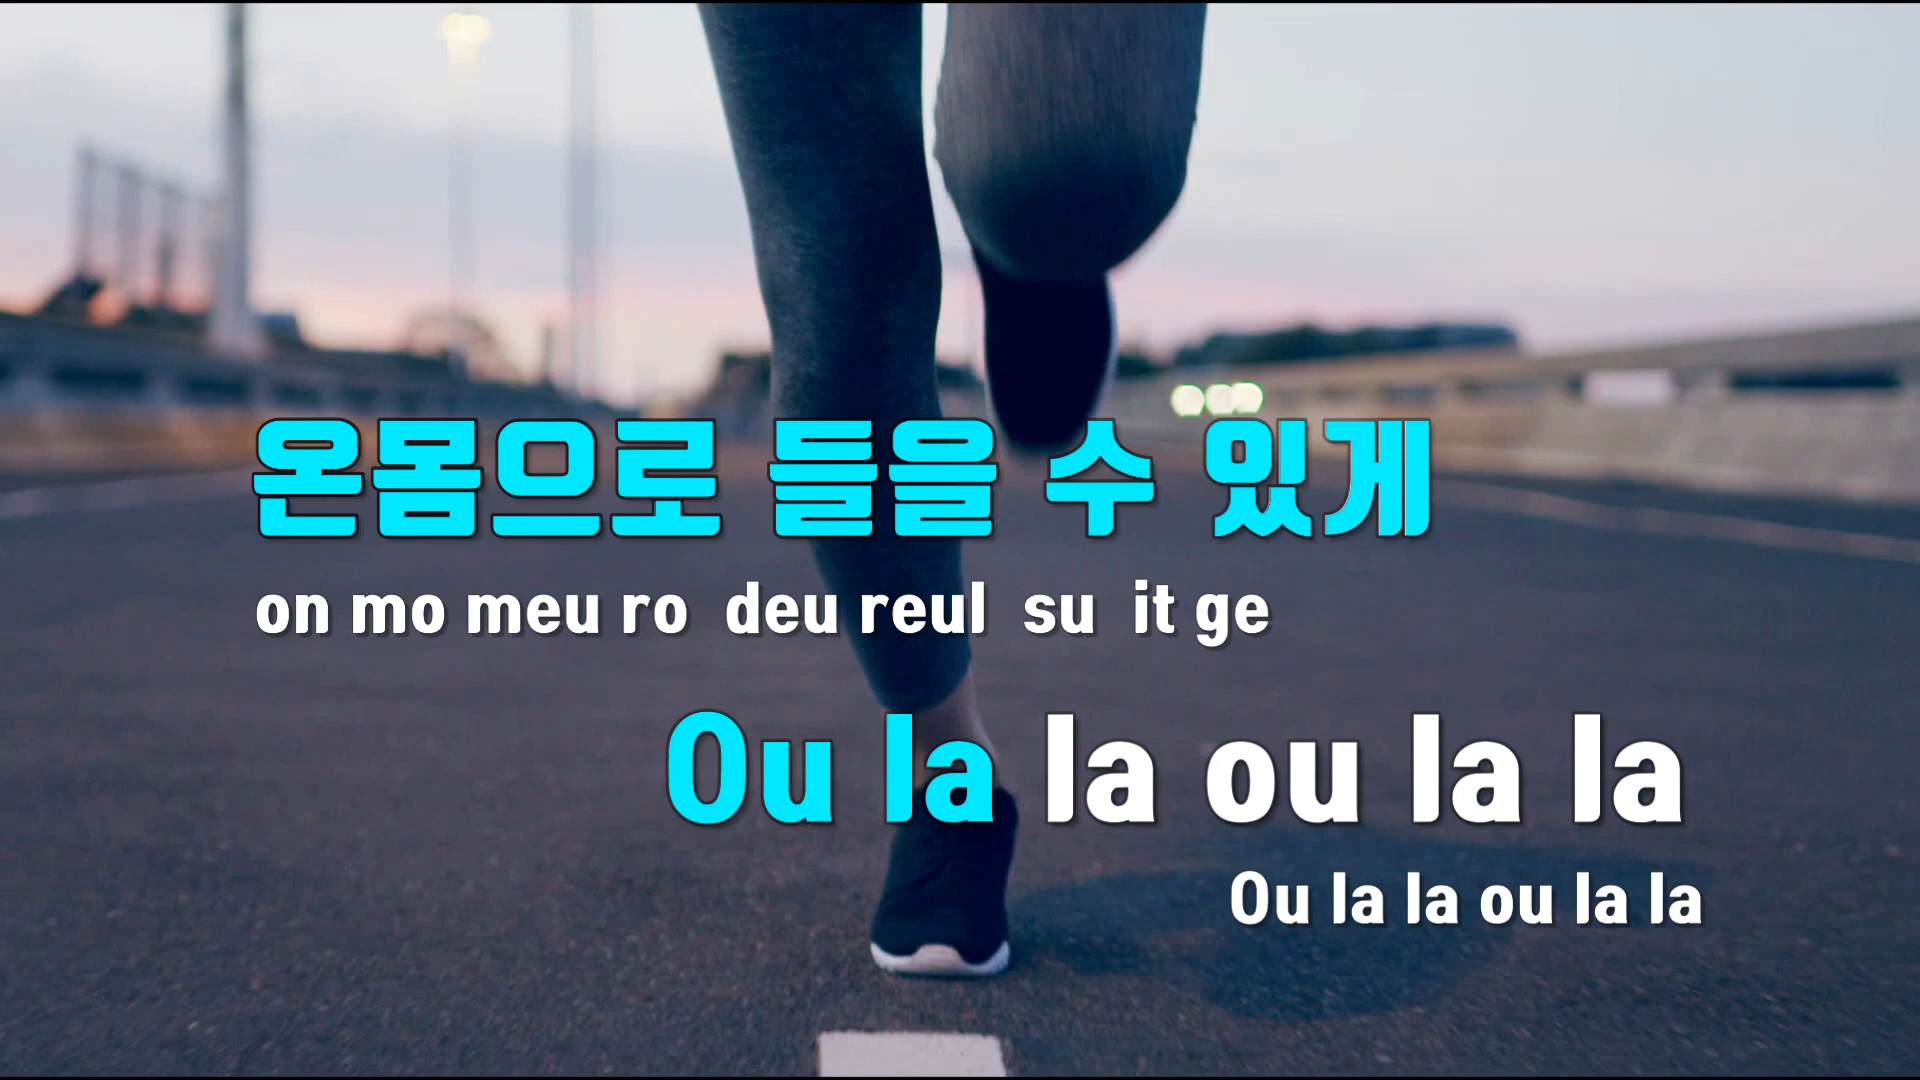 온몸으로 들을 수 있게
on mo meu ro deu reul su it ge
Ou la la ou la la
Ou la la ou la la